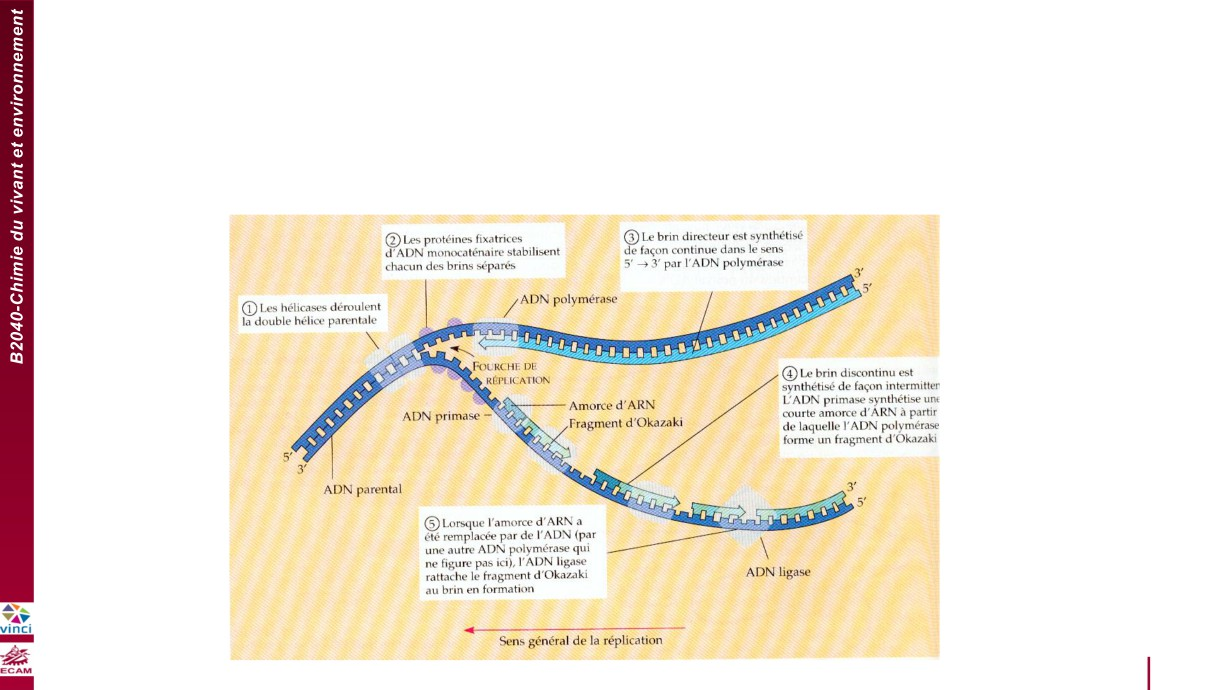 B2040-Chimie du vivant et environnement
② Les protéines fixatrices
d'ADN monocaténaire stabilisent
chacun des brins séparés
③ Le brin directeur est synthétisé
de façon continue dans le sens
5' → 3' par l'ADN polymérase
① Les hélicases déroulent
la double hélice parentale
ADN polymérase
3'
5'
FOURCHE DE
RÉPLICATION
④ Le brin discontinu est
synthétisé de façon intermitten
L'ADN primase synthétise une
courte amorce d'ARN à partir
de laquelle l'ADN polymérase
forme un fragment d'Okazaki
ADN primase
Amorce d'ARN
Fragment d'Okazaki
5'
3'
ADN parental
3'
5'
⑤ Lorsque l'amorce d'ARN a
été remplacée par de l'ADN (par
une autre ADN polymérase qui
ne figure pas ici), l'ADN ligase
rattache le fragment d'Okazaki
au brin en formation
ADN ligase
Sens général de la réplication
vinci
ECAM